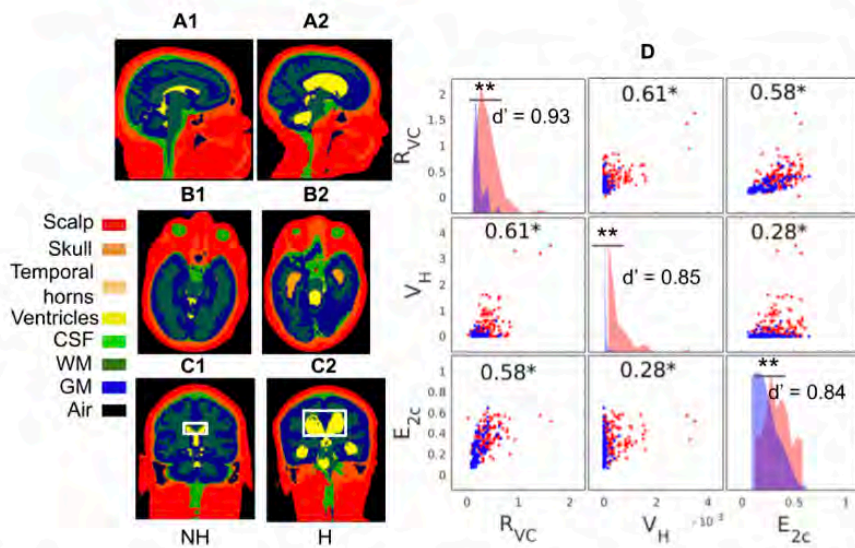 A1 A2
D
B1 B2
Scalp
Skull
Temporal
horns
Ventricles
CSF
WM
GM
Air
C1 C2
NH H
R_VC
2
1.5
1
0.5
0
**
d' = 0.93
0.61*
0.58*
V_H
4
3
2
1
0
0.61*
**
d' = 0.85
0.28*
E_2c
1
0.8
0.6
0.4
0.2
0
0.58*
0.28*
**
d' = 0.84
0 1 2
0 2 4
0 0.5 1
R_VC
V_H
· 10⁻³
E_2c